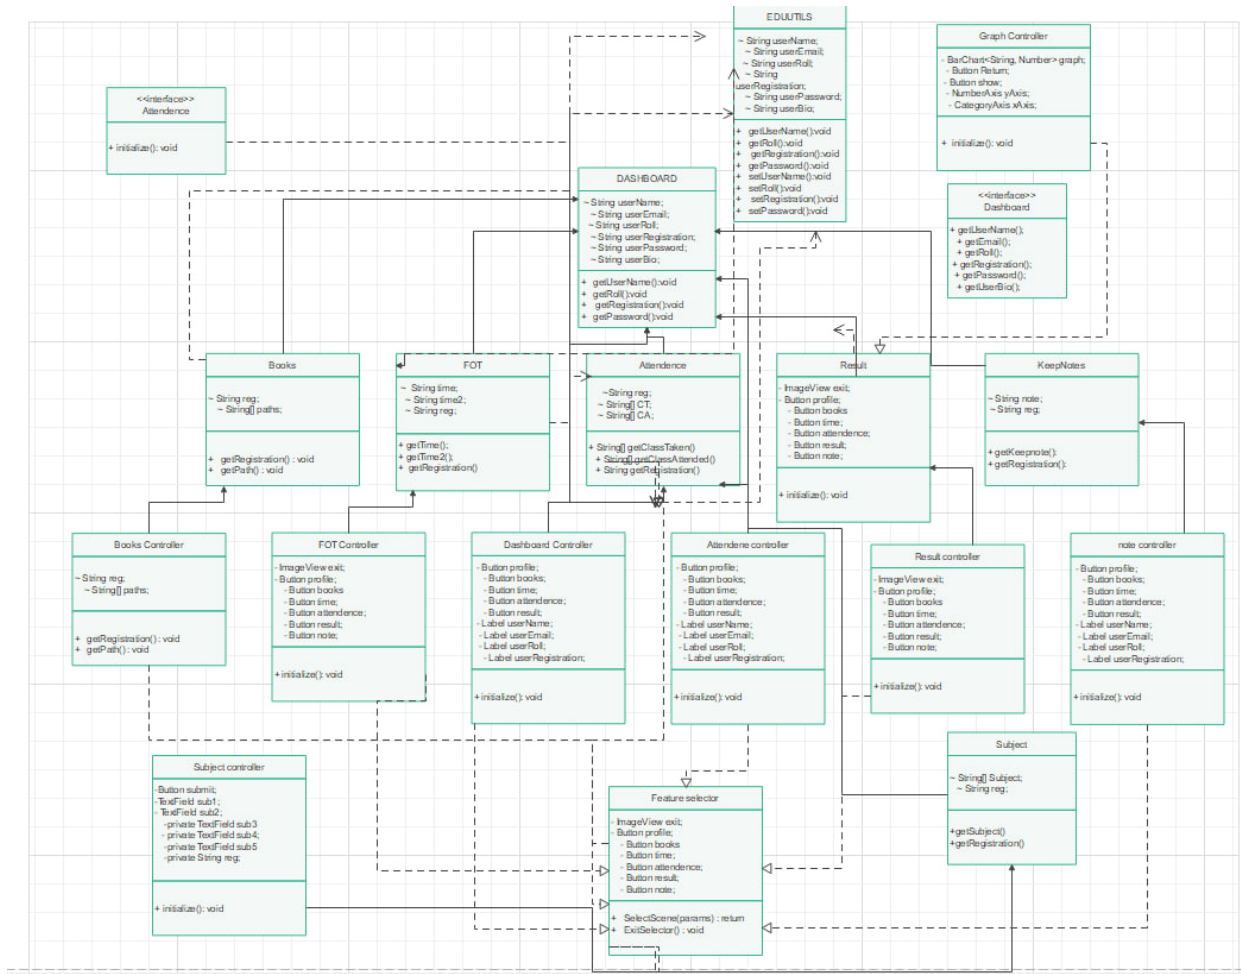 EDUUTILS
~ String userName;
~ String userEmail;
~ String userRoll;
~ String
userRegistration;
~ String userPassword;
~ String userBio;
+ getUserName():void
+ getRoll():void
+ getRegistration():void
+ getPassword():void
+ setUserName():void
+ setRoll():void
+ setRegistration():void
+ setPassword():void
Graph Controller
- BarChart<String, Number> graph;
- Button Return;
- Button show;
- NumberAxis yAxis;
- CategoryAxis xAxis;
+ initialize(): void
<<interface>>
Attendence
+ initialize(): void
DASHBOARD
~ String userName;
~ String userEmail;
~ String userRoll;
~ String userRegistration;
~ String userPassword;
~ String userBio;
+ getUserName():void
+ getRoll():void
+ getRegistration():void
+ getPassword():void
<<interface>>
Dashboard
+ getUserName();
+ getEmail();
+ getRoll();
+ getRegistration();
+ getPassword();
+ getUserBio();
Books
~ String reg;
~ String[] paths;
+ getRegistration() : void
+ getPath() : void
FOT
~ String time;
~ String time2;
~ String reg;
+ getTime();
+ getTime2();
+ getRegistration()
Attendence
~String reg;
~ String[] CT;
~ String[] CA;
+ String[] getClassTaken()
+ String[] getClassAttended()
+ String getRegistration()
Result
- ImageView exit;
- Button profile;
- Button books
- Button time;
- Button attendence;
- Button result;
- Button note;
+ initialize(): void
KeepNotes
~ String note;
~ String reg;
+getKeepnote();
+getRegistration():
Books Controller
~ String reg;
~ String[] paths;
+ getRegistration() : void
+ getPath() : void
FOT Controller
- ImageView exit;
- Button profile;
- Button books
- Button time;
- Button attendence;
- Button result;
- Button note;
+ initialize(): void
Dashboard Controller
- Button profile;
- Button books;
- Button time;
- Button attendence;
- Button result;
- Label userName;
- Label userEmail;
- Label userRoll;
- Label userRegistration;
+ initialize(): void
Attendene controller
- Button profile;
- Button books;
- Button time;
- Button attendence;
- Button result;
- Label userName;
- Label userEmail;
- Label userRoll;
- Label userRegistration;
+ initialize(): void
Result controller
- ImageView exit;
- Button profile;
- Button books
- Button time;
- Button attendence;
- Button result;
- Button note;
+ initialize(): void
note controller
- Button profile;
- Button books;
- Button time;
- Button attendence;
- Button result;
- Label userName;
- Label userEmail;
- Label userRoll;
- Label userRegistration;
+ initialize(): void
Subject controller
-Button submit;
-TextField sub1;
- TextField sub2;
-private TextField sub3
- private TextField sub4;
-private TextField sub5
-private String reg;
+ initialize(): void
Feature selector
- ImageView exit;
- Button profile;
- Button books
- Button time;
- Button attendence;
- Button result;
- Button note;
+ SelectScene(params) : return
+ ExitSelector() : void
Subject
~ String[] Subject;
~ String reg;
+getSubject()
+getRegistration()